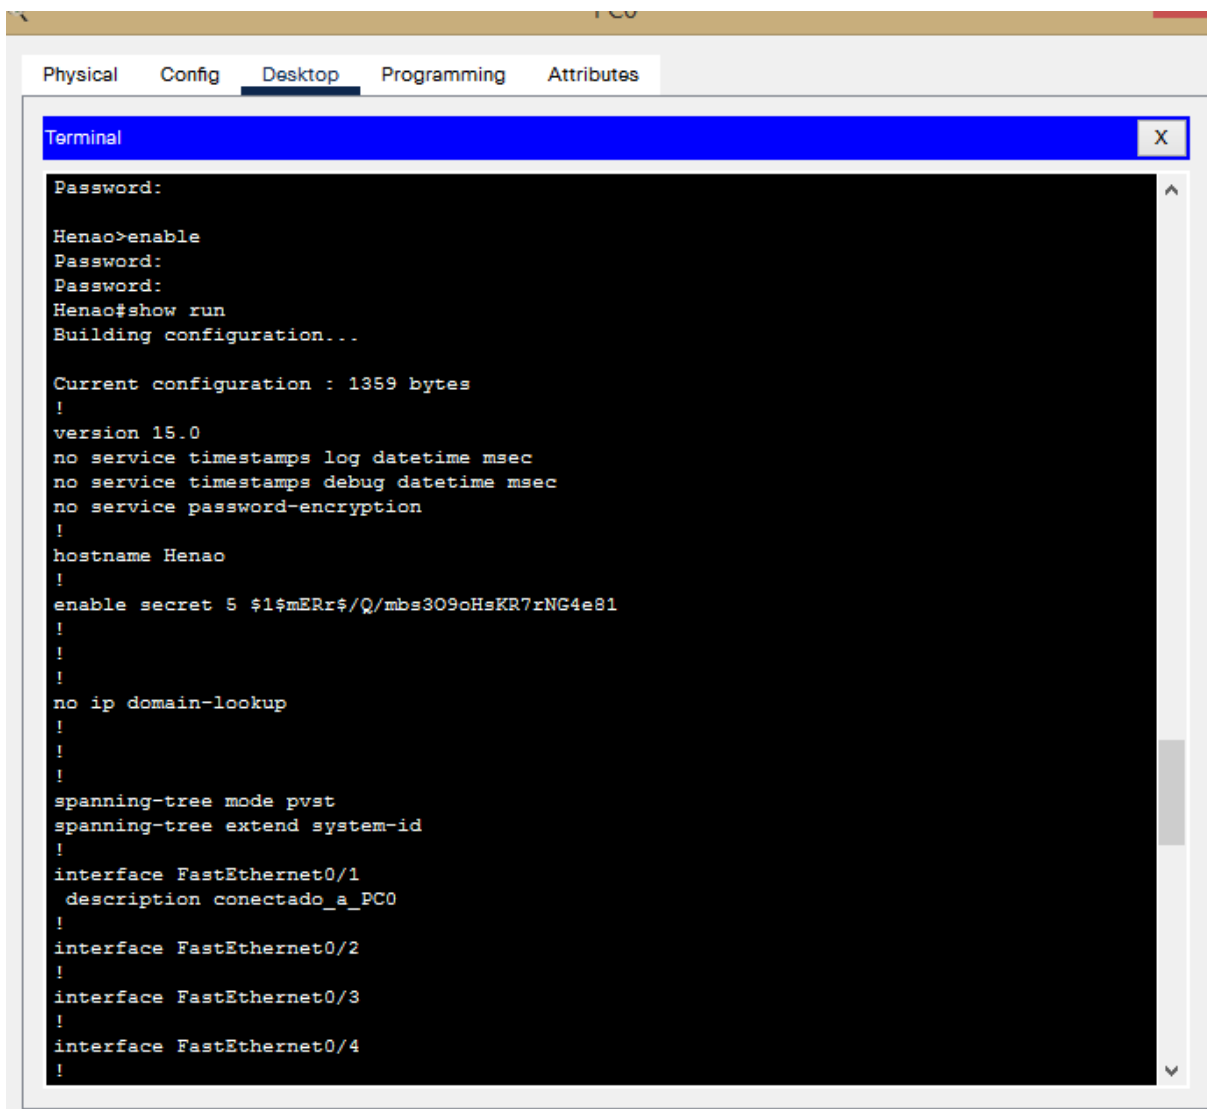 PC0
Physical Config Desktop Programming Attributes
Terminal
X
Password:
Henao>enable
Password:
Password:
Henao#show run
Building configuration...
Current configuration : 1359 bytes
!
version 15.0
no service timestamps log datetime msec
no service timestamps debug datetime msec
no service password-encryption
!
hostname Henao
!
enable secret 5 $1$mERr$/Q/mbs3O9oHsKR7rNG4e81
!
!
!
no ip domain-lookup
!
!
!
spanning-tree mode pvst
spanning-tree extend system-id
!
interface FastEthernet0/1
description conectado_a_PC0
!
interface FastEthernet0/2
!
interface FastEthernet0/3
!
interface FastEthernet0/4
!